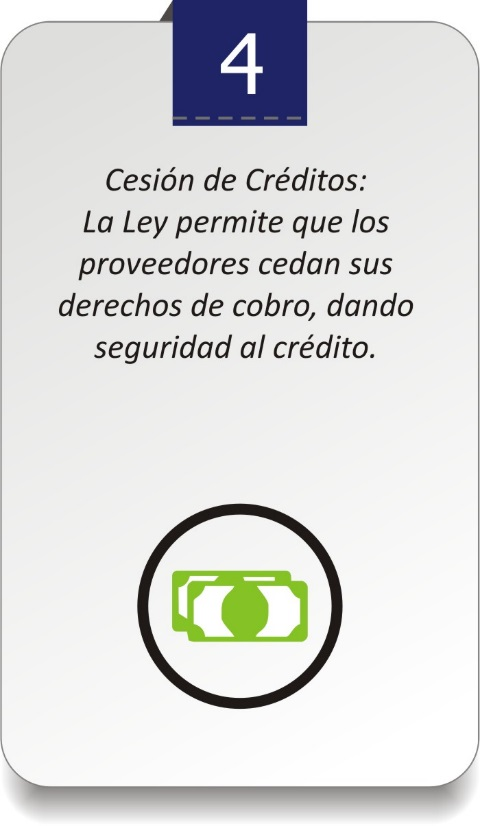 4
Cesión de Créditos:
La Ley permite que los
proveedores cedan sus
derechos de cobro, dando
seguridad al crédito.